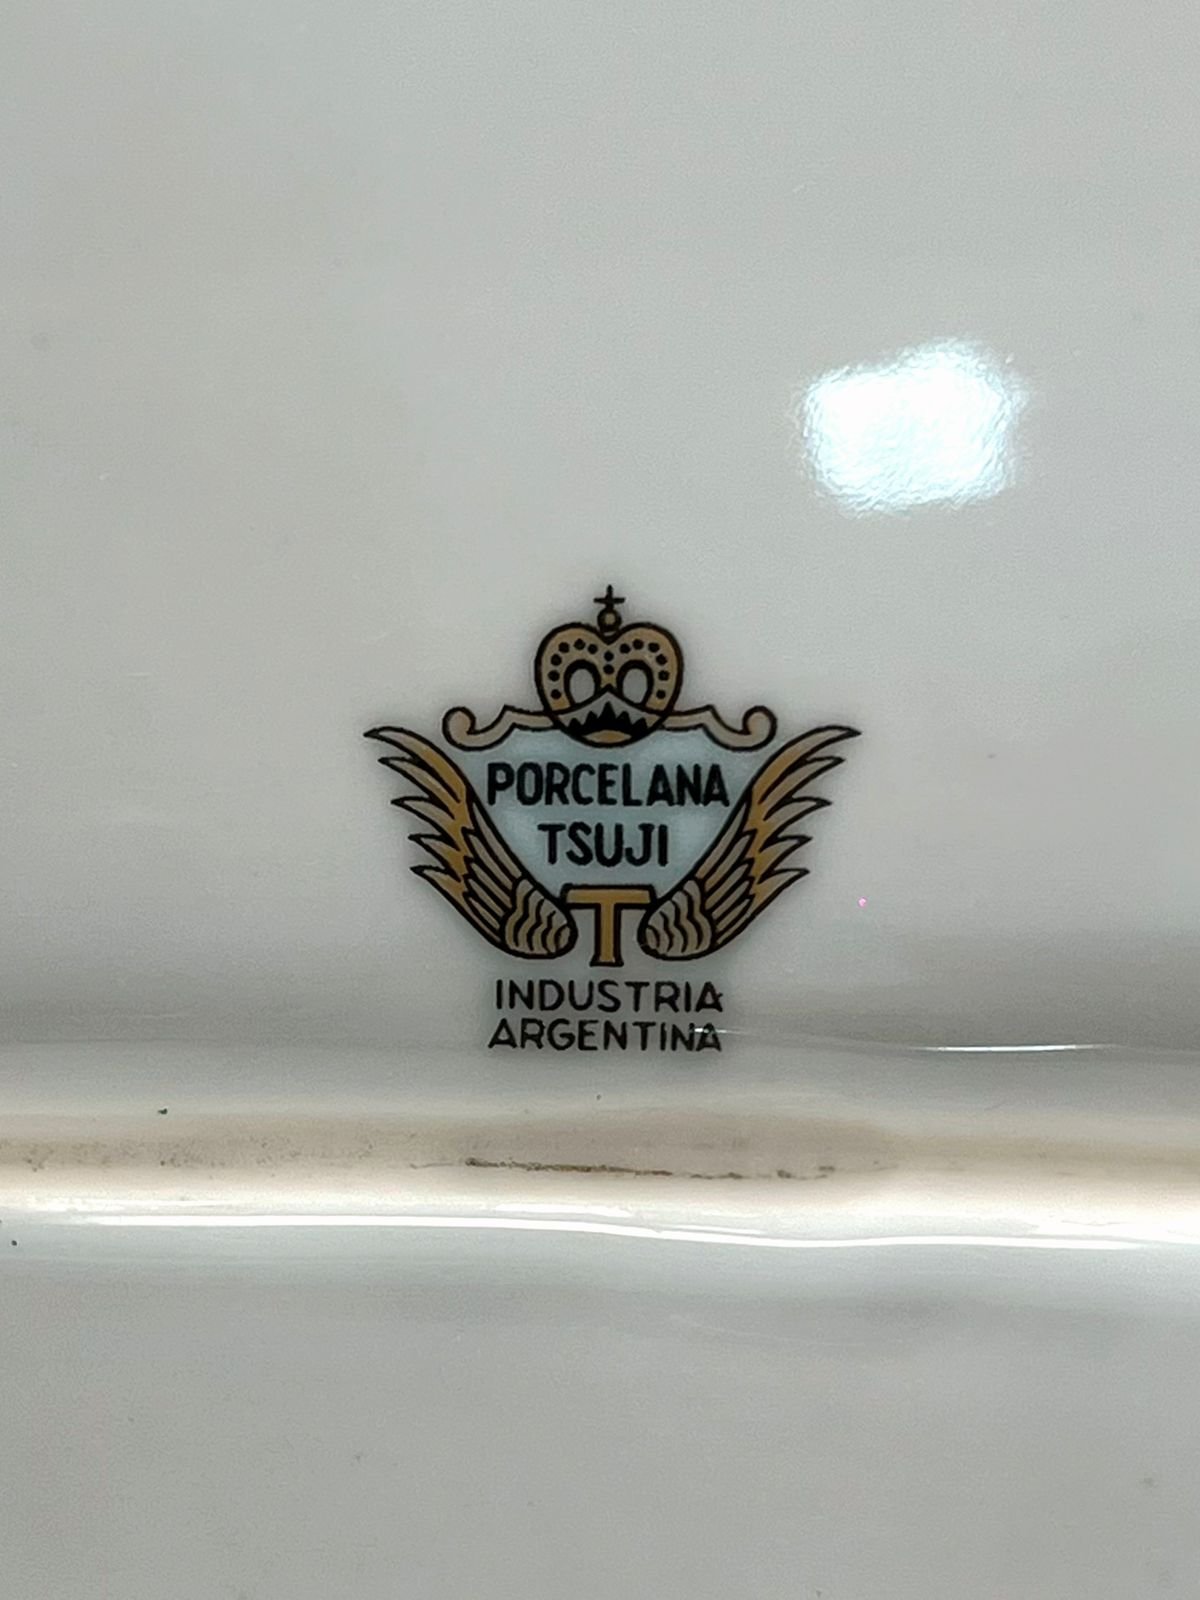 PORCELANA
TSUJI
T
INDUSTRIA
ARGENTINA